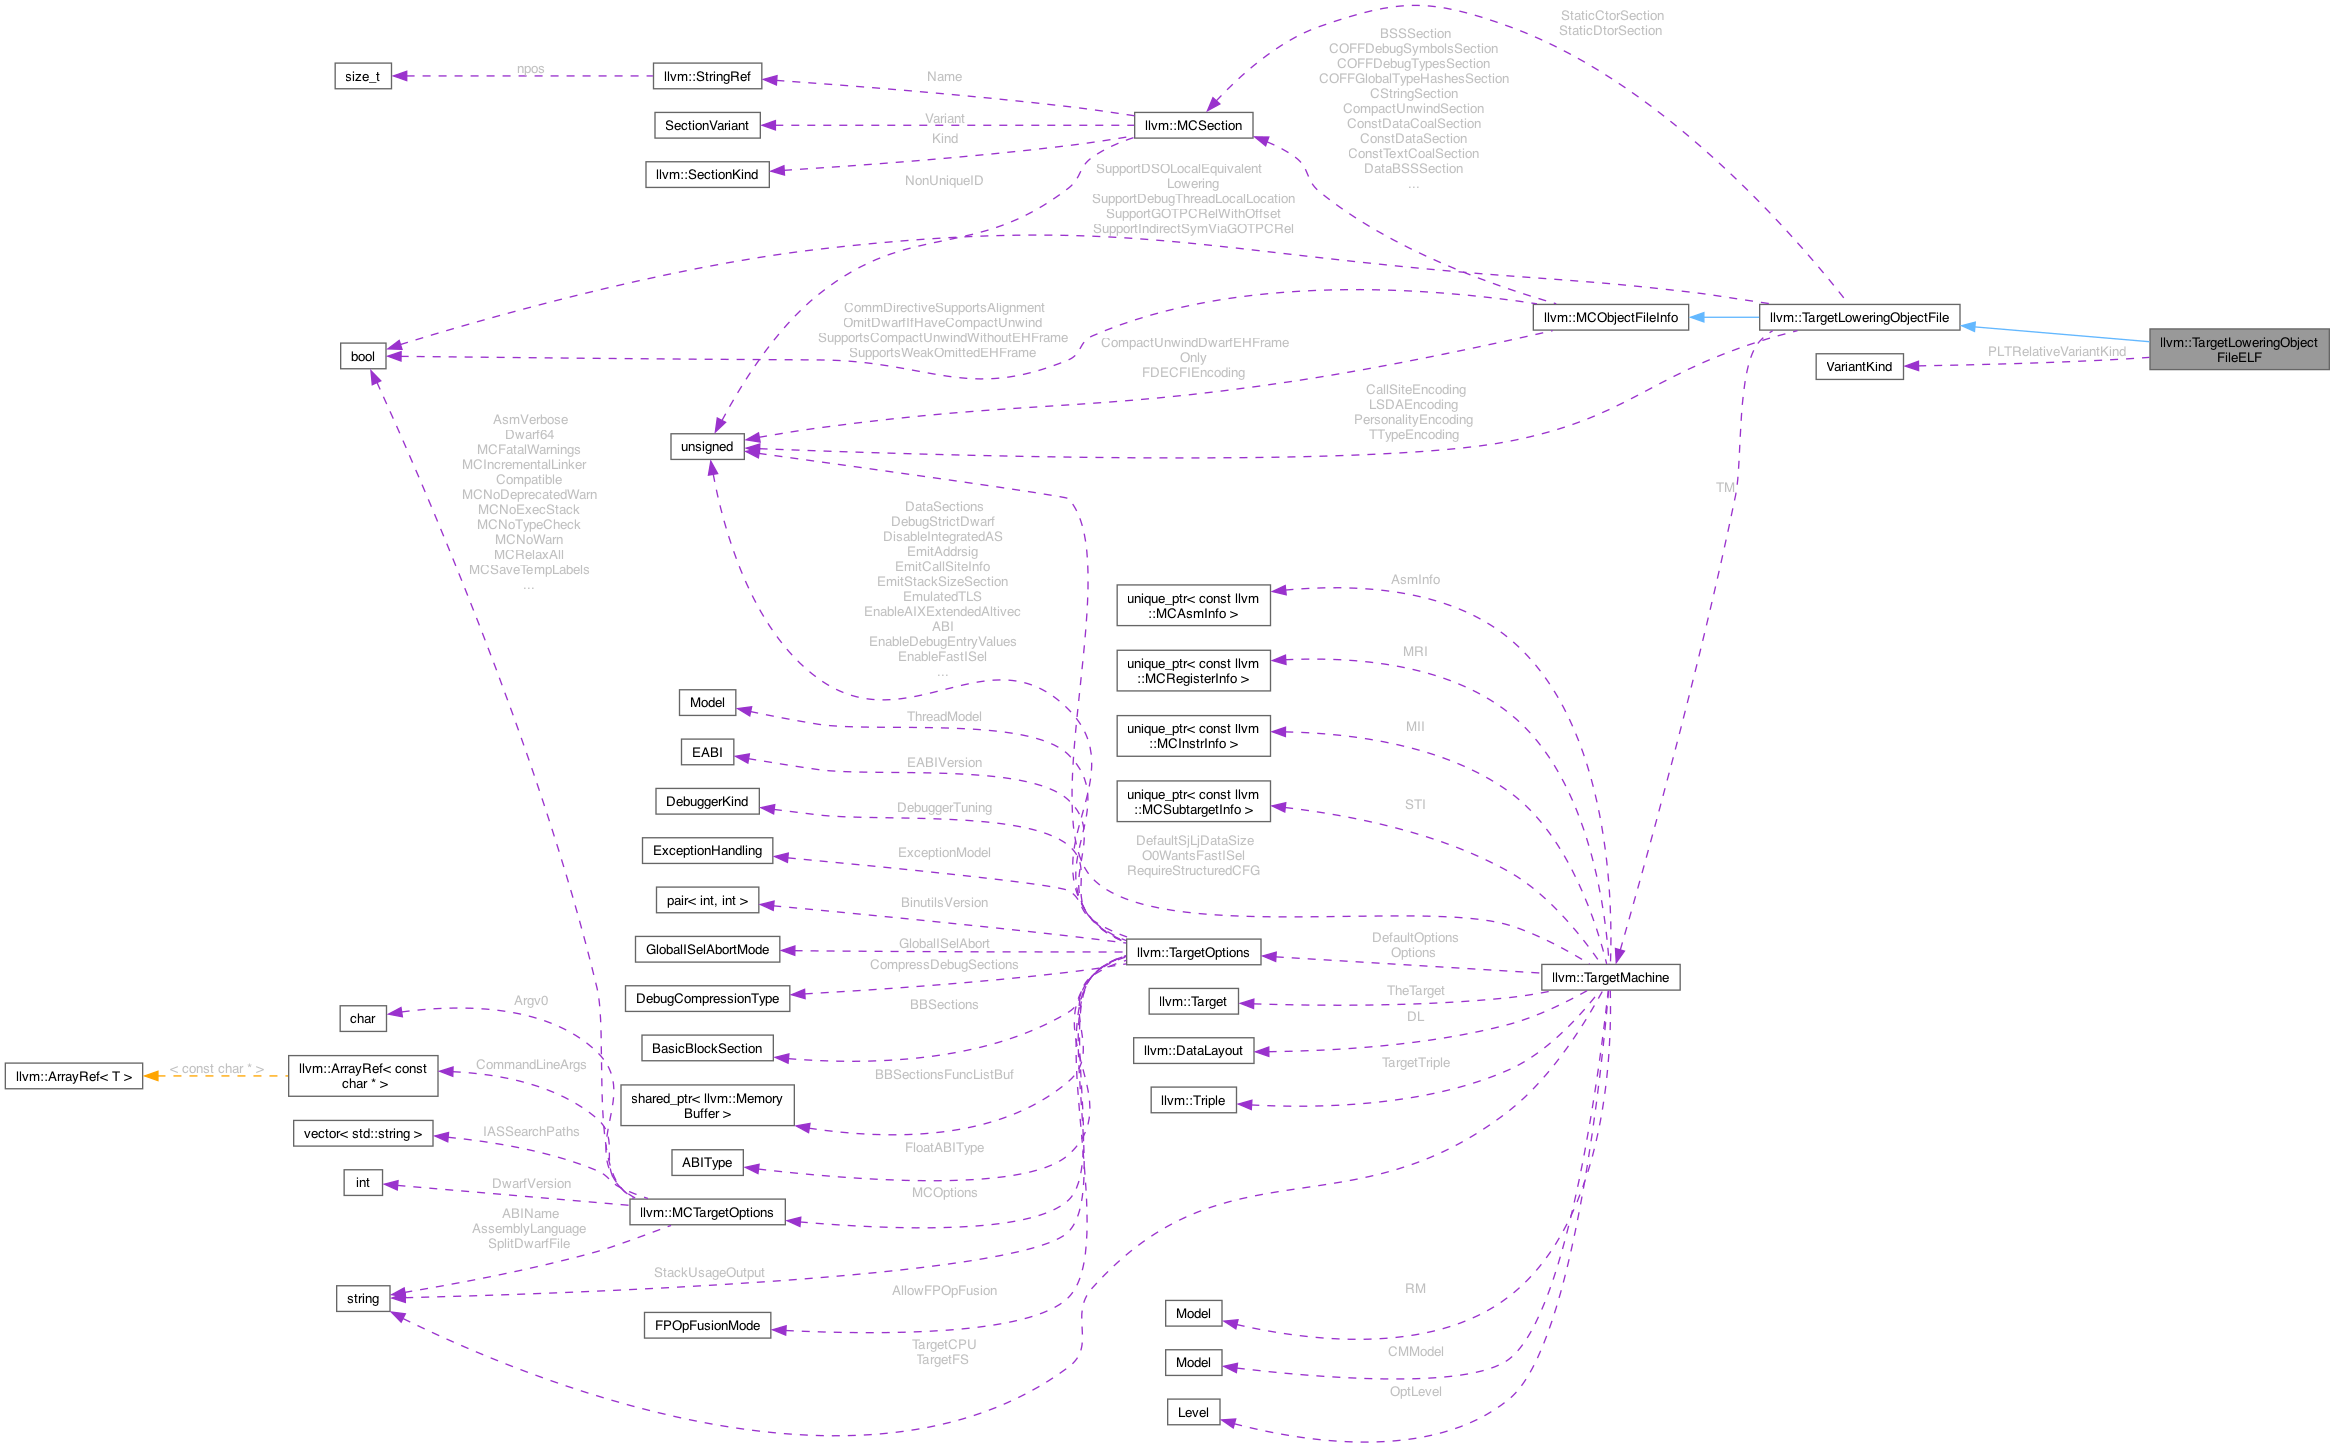 StaticCtorSection
StaticDtorSection
BSSSection
COFFDebugSymbolsSection
COFFDebugTypesSection
COFFGlobalTypeHashesSection
CStringSection
CompactUnwindSection
ConstDataCoalSection
ConstDataSection
ConstTextCoalSection
DataBSSSection
...
size_t
npos
llvm::StringRef
Name
SectionVariant
Variant
llvm::MCSection
Kind
llvm::SectionKind
NonUniqueID
SupportDSOLocalEquivalent
Lowering
SupportDebugThreadLocalLocation
SupportGOTPCRelWithOffset
SupportIndirectSymViaGOTPCRel
CommDirectiveSupportsAlignment
OmitDwarfIfHaveCompactUnwind
SupportsCompactUnwindWithoutEHFrame
SupportsWeakOmittedEHFrame
llvm::MCObjectFileInfo
llvm::TargetLoweringObjectFile
llvm::TargetLoweringObject
FileELF
PLTRelativeVariantKind
VariantKind
bool
CompactUnwindDwarfEHFrame
Only
FDECFIEncoding
CallSiteEncoding
LSDAEncoding
PersonalityEncoding
TTypeEncoding
unsigned
AsmVerbose
Dwarf64
MCFatalWarnings
MCIncrementalLinker
Compatible
MCNoDeprecatedWarn
MCNoExecStack
MCNoTypeCheck
MCNoWarn
MCRelaxAll
MCSaveTempLabels
...
TM
DataSections
DebugStrictDwarf
DisableIntegratedAS
EmitAddrsig
EmitCallSiteInfo
EmitStackSizeSection
EmulatedTLS
EnableAIXExtendedAltivec
ABI
EnableDebugEntryValues
EnableFastISel
...
AsmInfo
unique_ptr< const llvm
::MCAsmInfo >
MRI
unique_ptr< const llvm
::MCRegisterInfo >
MII
unique_ptr< const llvm
::MCInstrInfo >
STI
unique_ptr< const llvm
::MCSubtargetInfo >
Model
ThreadModel
EABI
EABIVersion
DebuggerKind
DebuggerTuning
ExceptionHandling
ExceptionModel
DefaultSjLjDataSize
O0WantsFastISel
RequireStructuredCFG
pair< int, int >
BinutilsVersion
GlobalISelAbortMode
GlobalISelAbort
llvm::TargetOptions
DefaultOptions
Options
llvm::TargetMachine
CompressDebugSections
DebugCompressionType
BBSections
llvm::Target
TheTarget
DL
char
Argv0
BasicBlockSection
llvm::DataLayout
TargetTriple
llvm::ArrayRef< T >
< const char * >
llvm::ArrayRef< const
char * >
CommandLineArgs
BBSectionsFuncListBuf
shared_ptr< llvm::Memory
Buffer >
llvm::Triple
vector< std::string >
IASSearchPaths
FloatABIType
ABIType
int
DwarfVersion
MCOptions
llvm::MCTargetOptions
ABIName
AssemblyLanguage
SplitDwarfFile
StackUsageOutput
string
AllowFPOpFusion
FPOpFusionMode
TargetCPU
TargetFS
RM
Model
CMModel
Model
OptLevel
Level